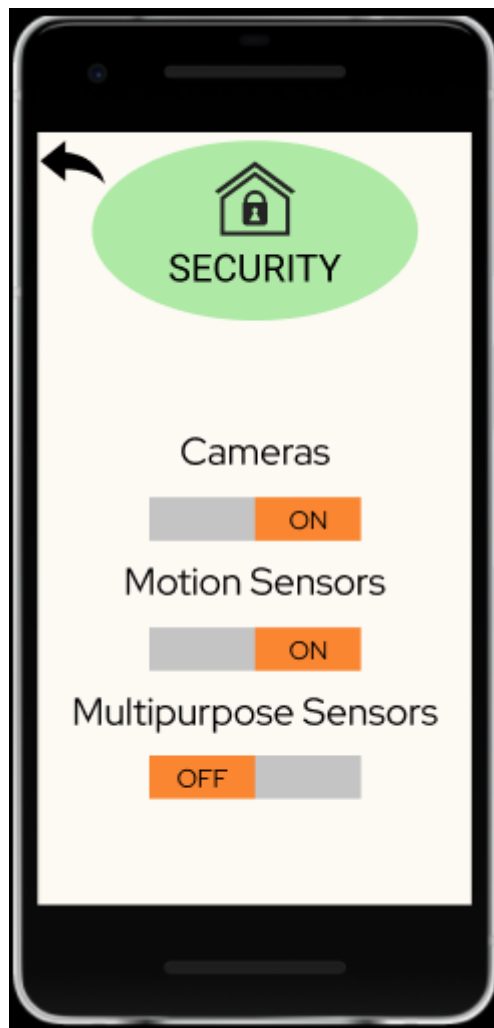 SECURITY
Cameras
ON
Motion Sensors
ON
Multipurpose Sensors
OFF